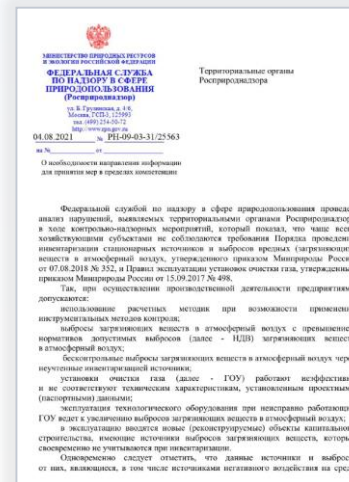 МИНИСТЕРСТВО ПРИРОДНЫХ РЕСУРСОВ
И ЭКОЛОГИИ РОССИЙСКОЙ ФЕДЕРАЦИИ
ФЕДЕРАЛЬНАЯ СЛУЖБА
ПО НАДЗОРУ В СФЕРЕ
ПРИРОДОПОЛЬЗОВАНИЯ
(Росприроднадзор)
ул. Б. Грузинская, д. 4/6,
Москва, ГСП-3, 125993
тел. (499) 254-50-72
http://www.rpn.gov.ru
04.08.2021 № РН-09-03-31/25563
на № от
Территориальные органы
Росприроднадзора
О необходимости направления информации
для принятия мер в пределах компетенции
Федеральной службой по надзору в сфере природопользования проведе
анализ нарушений, выявляемых территориальными органами Росприроднадзор
в ходе контрольно-надзорных мероприятий, который показал, что чаще все
хозяйствующими субъектами не соблюдаются требования Порядка проведен
инвентаризации стационарных источников и выбросов вредных (загрязняющи
веществ в атмосферный воздух, утвержденного приказом Минприроды Росси
от 07.08.2018 № 352, и Правил эксплуатации установок очистки газа, утвержденны
приказом Минприроды России от 15.09.2017 № 498.
Так, при осуществлении производственной деятельности предприятиям
допускаются:
использование расчетных методик при возможности применени
инструментальных методов контроля;
выбросы загрязняющих веществ в атмосферный воздух с превышение
нормативов допустимых выбросов (далее - НДВ) загрязняющих вещест
в атмосферный воздух;
бесконтрольные выбросы загрязняющих веществ в атмосферный воздух чере
неучтенные инвентаризацией источники;
установки очистки газа (далее - ГОУ) работают неэффективн
и не соответствуют техническим характеристикам, установленным проектным
(паспортными) данными;
эксплуатация технологического оборудования при неисправно работающе
ГОУ ведет к увеличению выбросов загрязняющих веществ в атмосферный воздух;
в эксплуатацию вводятся новые (реконструируемые) объекты капитально
строительства, имеющие источники выбросов загрязняющих веществ, которы
своевременно не учитываются при инвентаризации.
Одновременно следует отметить, что данные источники и выброс
от них, являющиеся, в том числе источниками негативного воздействия на сред